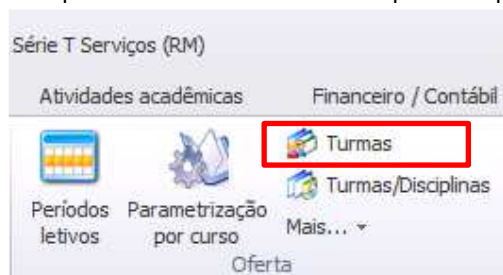 Série T Serviços (RM)
Atividades acadêmicas Financeiro / Contábil
Turmas
Turmas/Disciplinas
Períodos letivos
Parametrização por curso
Mais...
Oferta